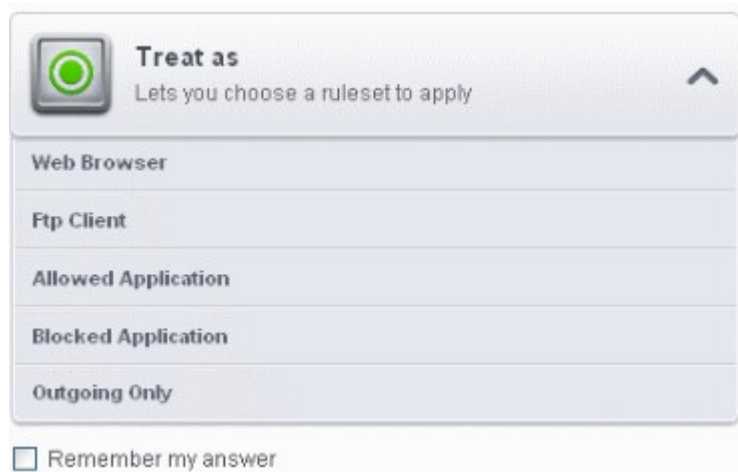 Treat as
Lets you choose a ruleset to apply
Web Browser
Ftp Client
Allowed Application
Blocked Application
Outgoing Only
Remember my answer